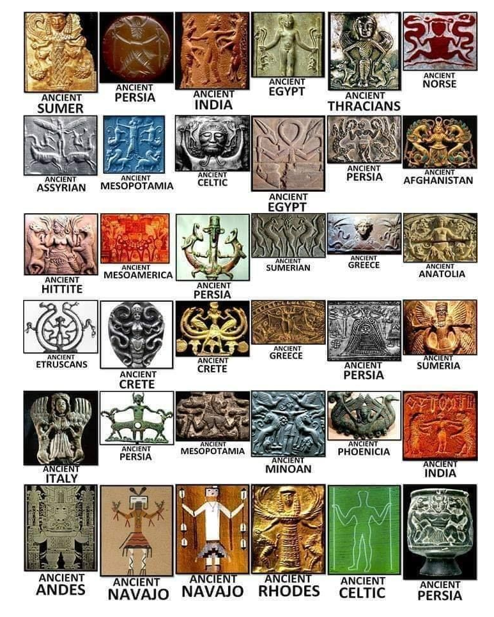 ANCIENT
SUMER
ANCIENT
PERSIA
ANCIENT
INDIA
ANCIENT
EGYPT
ANCIENT
THRACIANS
ANCIENT
NORSE
ANCIENT
ASSYRIAN
ANCIENT
MESOPOTAMIA
ANCIENT
CELTIC
ANCIENT
EGYPT
ANCIENT
PERSIA
ANCIENT
AFGHANISTAN
ANCIENT
HITTITE
ANCIENT
MESOAMERICA
ANCIENT
PERSIA
ANCIENT
SUMERIAN
ANCIENT
GREECE
ANCIENT
ANATOLIA
ANCIENT
ETRUSCANS
ANCIENT
CRETE
ANCIENT
CRETE
ANCIENT
GREECE
ANCIENT
PERSIA
ANCIENT
SUMERIA
ANCIENT
ITALY
ANCIENT
PERSIA
ANCIENT
MESOPOTAMIA
ANCIENT
MINOAN
ANCIENT
PHOENICIA
ANCIENT
INDIA
ANCIENT
ANDES
ANCIENT
NAVAJO
ANCIENT
NAVAJO
ANCIENT
RHODES
ANCIENT
CELTIC
ANCIENT
PERSIA